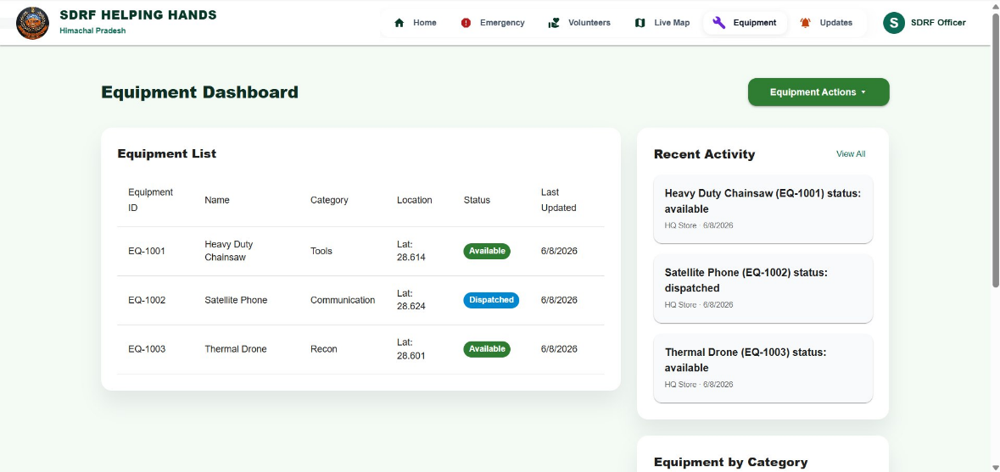 SDRF HELPING HANDS
Himachal Pradesh
Home
Emergency
Volunteers
Live Map
Equipment
Updates
S
SDRF Officer
Equipment Dashboard
Equipment Actions
Equipment List
Equipment ID
Name
Category
Location
Status
Last Updated
EQ-1001
Heavy Duty Chainsaw
Tools
Lat: 28.614
Available
6/8/2026
EQ-1002
Satellite Phone
Communication
Lat: 28.624
Dispatched
6/8/2026
EQ-1003
Thermal Drone
Recon
Lat: 28.601
Available
6/8/2026
Recent Activity
View All
Heavy Duty Chainsaw (EQ-1001) status:
available
HQ Store · 6/8/2026
Satellite Phone (EQ-1002) status:
dispatched
HQ Store · 6/8/2026
Thermal Drone (EQ-1003) status:
available
HQ Store · 6/8/2026
Equipment by Category